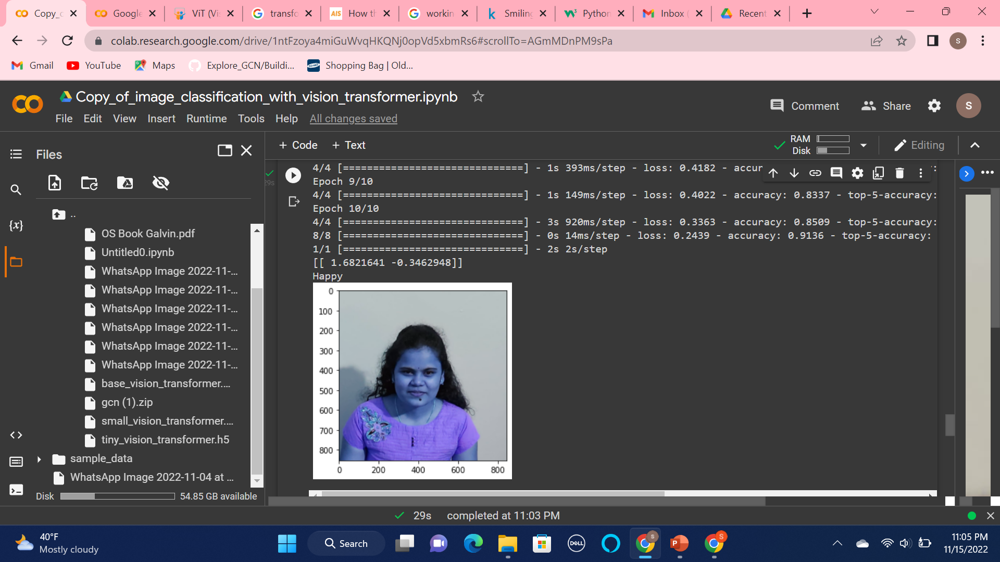 Copy_c
Google
ViT (Vi
transfo
How th
workin
Smiling
Python
Inbox (
Recent
colab.research.google.com/drive/1ntFzoya4miGuWvqHKQNj0opVd5xbmRs6#scrollTo=AGmMDnPM9sPa
S
Gmail
YouTube
Maps
Explore_GCN/Buildi...
Shopping Bag | Old...
Copy_of_image_classification_with_vision_transformer.ipynb
Comment
Share
S
File Edit View Insert Runtime Tools Help All changes saved
Files
+ Code + Text
RAM
Disk
Editing
4/4 [==============================] - 1s 393ms/step - loss: 0.4182 - accur
29s
Epoch 9/10
4/4 [==============================] - 1s 149ms/step - loss: 0.4022 - accuracy: 0.8337 - top-5-accuracy:
Epoch 10/10
4/4 [==============================] - 3s 920ms/step - loss: 0.3363 - accuracy: 0.8509 - top-5-accuracy:
8/8 [==============================] - 0s 14ms/step - loss: 0.2439 - accuracy: 0.9136 - top-5-accuracy:
1/1 [==============================] - 2s 2s/step
[[ 1.6821641 -0.3462948]]
Happy
0
100
200
300
400
500
600
700
800
0 200 400 600 800
{x}
..
OS Book Galvin.pdf
Untitled0.ipynb
WhatsApp Image 2022-11-...
WhatsApp Image 2022-11-...
WhatsApp Image 2022-11-...
WhatsApp Image 2022-11-...
WhatsApp Image 2022-11-...
WhatsApp Image 2022-11-...
base_vision_transformer....
gcn (1).zip
small_vision_transformer....
tiny_vision_transformer.h5
sample_data
WhatsApp Image 2022-11-04 at ...
Disk 54.85 GB available
29s completed at 11:03 PM
40°F
Mostly cloudy
Search
DELL
11:05 PM
11/15/2022